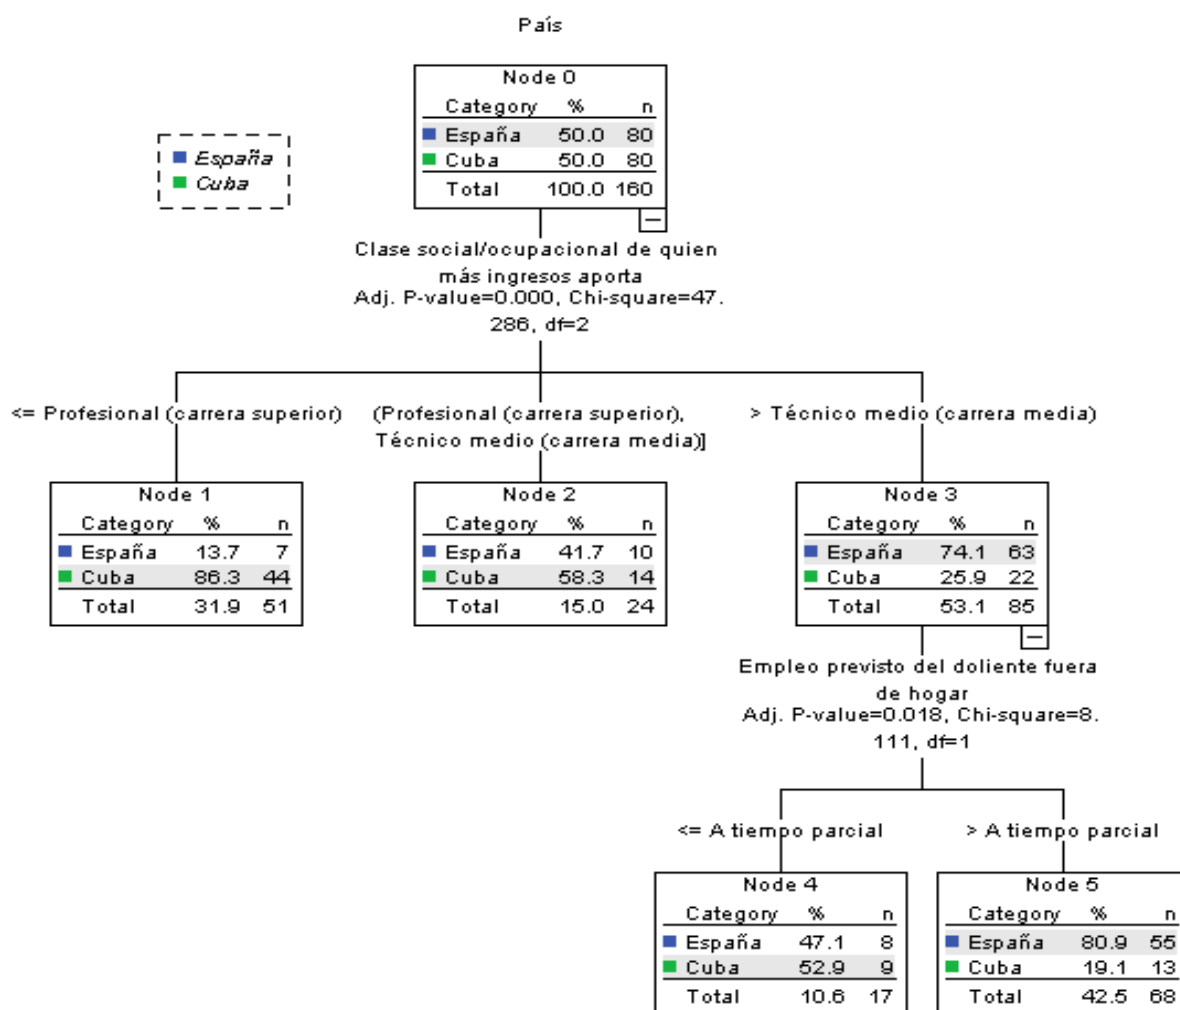 País
Node 0
Category % n
España 50.0 80
Cuba 50.0 80
Total 100.0 160
España
Cuba
Clase social/ocupacional de quien
más ingresos aporta
Adj. P-value=0.000, Chi-square=47.
286, df=2
<= Profesional (carrera superior)
(Profesional (carrera superior),
Técnico medio (carrera media)]
> Técnico medio (carrera media)
Node 1
Category % n
España 13.7 7
Cuba 86.3 44
Total 31.9 51
Node 2
Category % n
España 41.7 10
Cuba 58.3 14
Total 15.0 24
Node 3
Category % n
España 74.1 63
Cuba 25.9 22
Total 53.1 85
Empleo previsto del doliente fuera
de hogar
Adj. P-value=0.018, Chi-square=8.
111, df=1
<= A tiempo parcial
> A tiempo parcial
Node 4
Category % n
España 47.1 8
Cuba 52.9 9
Total 10.6 17
Node 5
Category % n
España 80.9 55
Cuba 19.1 13
Total 42.5 68